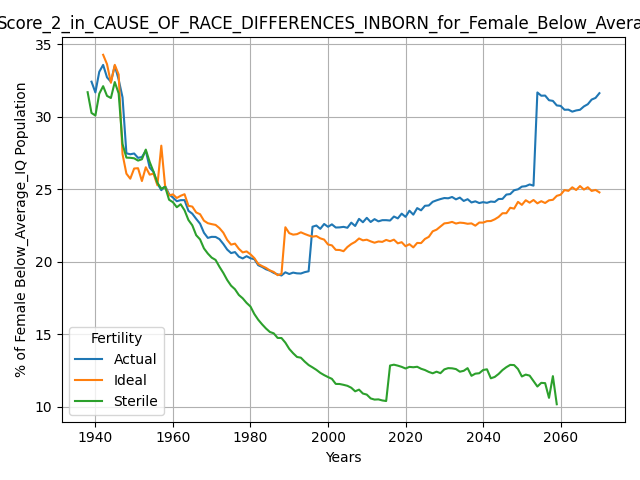 Score_2_in_CAUSE_OF_RACE_DIFFERENCES_INBORN_for_Female_Below_Avera
% of Female Below_Average_IQ Population
35
30
25
20
15
10
Fertility
Actual
Ideal
Sterile
1940 1960 1980 2000 2020 2040 2060
Years